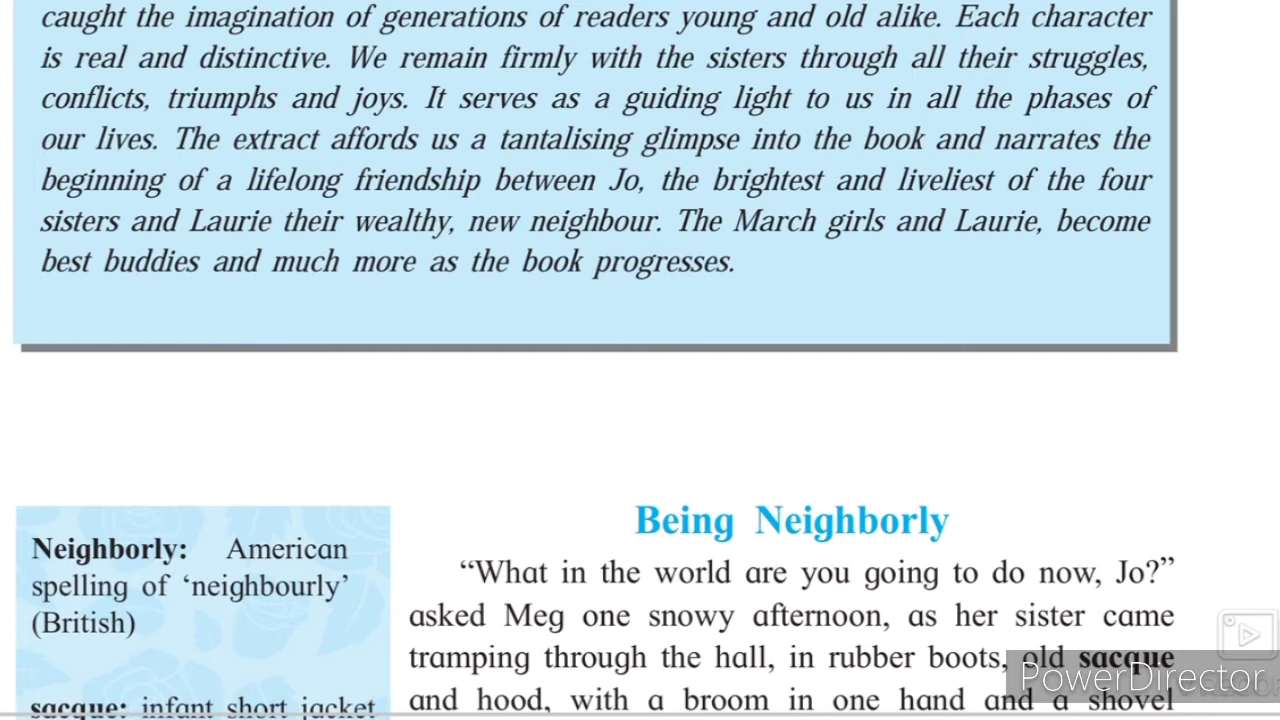 caught the imagination of generations of readers young and old alike. Each character
is real and distinctive. We remain firmly with the sisters through all their struggles,
conflicts, triumphs and joys. It serves as a guiding light to us in all the phases of
our lives. The extract affords us a tantalising glimpse into the book and narrates the
beginning of a lifelong friendship between Jo, the brightest and liveliest of the four
sisters and Laurie their wealthy, new neighbour. The March girls and Laurie, become
best buddies and much more as the book progresses.
Neighborly: American
spelling of ‘neighbourly’
(British)
sacque: infant short jacket
Being Neighborly
“What in the world are you going to do now, Jo?”
asked Meg one snowy afternoon, as her sister came
tramping through the hall, in rubber boots, old sacque
and hood, with a broom in one hand and a shovel
PowerDirector